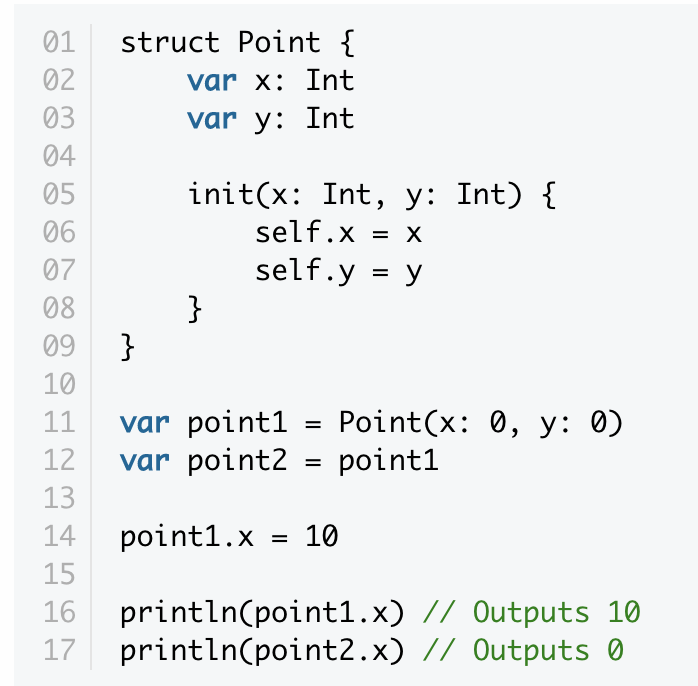 01 struct Point {
02     var x: Int
03     var y: Int
04
05     init(x: Int, y: Int) {
06         self.x = x
07         self.y = y
08     }
09 }
10
11 var point1 = Point(x: 0, y: 0)
12 var point2 = point1
13
14 point1.x = 10
15
16 println(point1.x) // Outputs 10
17 println(point2.x) // Outputs 0